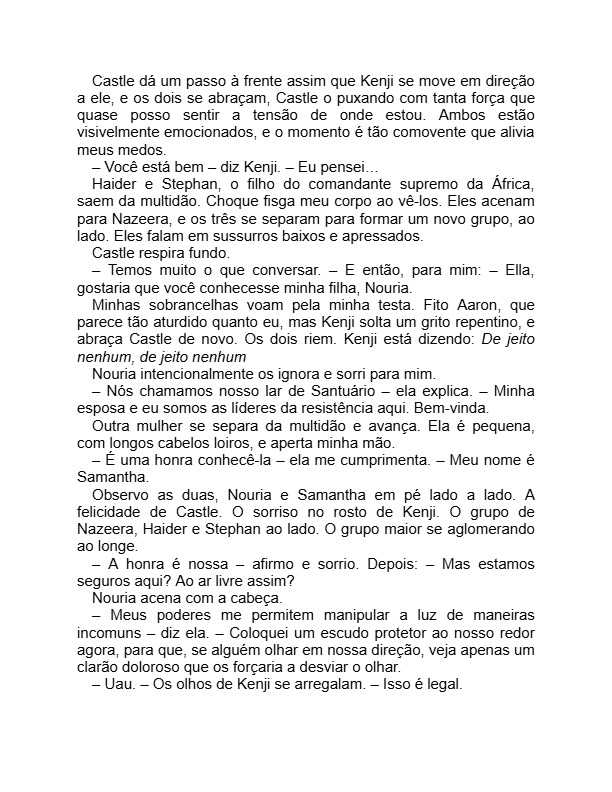 Castle dá um passo à frente assim que Kenji se move em direção
a ele, e os dois se abraçam, Castle o puxando com tanta força que
quase posso sentir a tensão de onde estou. Ambos estão
visivelmente emocionados, e o momento é tão comovente que alivia
meus medos.
– Você está bem – diz Kenji. – Eu pensei…
Haider e Stephan, o filho do comandante supremo da África,
saem da multidão. Choque fisga meu corpo ao vê-los. Eles acenam
para Nazeera, e os três se separam para formar um novo grupo, ao
lado. Eles falam em sussurros baixos e apressados.
Castle respira fundo.
– Temos muito o que conversar. – E então, para mim: – Ella,
gostaria que você conhecesse minha filha, Nouria.
Minhas sobrancelhas voam pela minha testa. Fito Aaron, que
parece tão aturdido quanto eu, mas Kenji solta um grito repentino, e
abraça Castle de novo. Os dois riem. Kenji está dizendo: De jeito
nenhum, de jeito nenhum
Nouria intencionalmente os ignora e sorri para mim.
– Nós chamamos nosso lar de Santuário – ela explica. – Minha
esposa e eu somos as líderes da resistência aqui. Bem-vinda.
Outra mulher se separa da multidão e avança. Ela é pequena,
com longos cabelos loiros, e aperta minha mão.
– É uma honra conhecê-la – ela me cumprimenta. – Meu nome é
Samantha.
Observo as duas, Nouria e Samantha em pé lado a lado. A
felicidade de Castle. O sorriso no rosto de Kenji. O grupo de
Nazeera, Haider e Stephan ao lado. O grupo maior se aglomerando
ao longe.
– A honra é nossa – afirmo e sorrio. Depois: – Mas estamos
seguros aqui? Ao ar livre assim?
Nouria acena com a cabeça.
– Meus poderes me permitem manipular a luz de maneiras
incomuns – diz ela. – Coloquei um escudo protetor ao nosso redor
agora, para que, se alguém olhar em nossa direção, veja apenas um
clarão doloroso que os forçaria a desviar o olhar.
– Uau. – Os olhos de Kenji se arregalam. – Isso é legal.